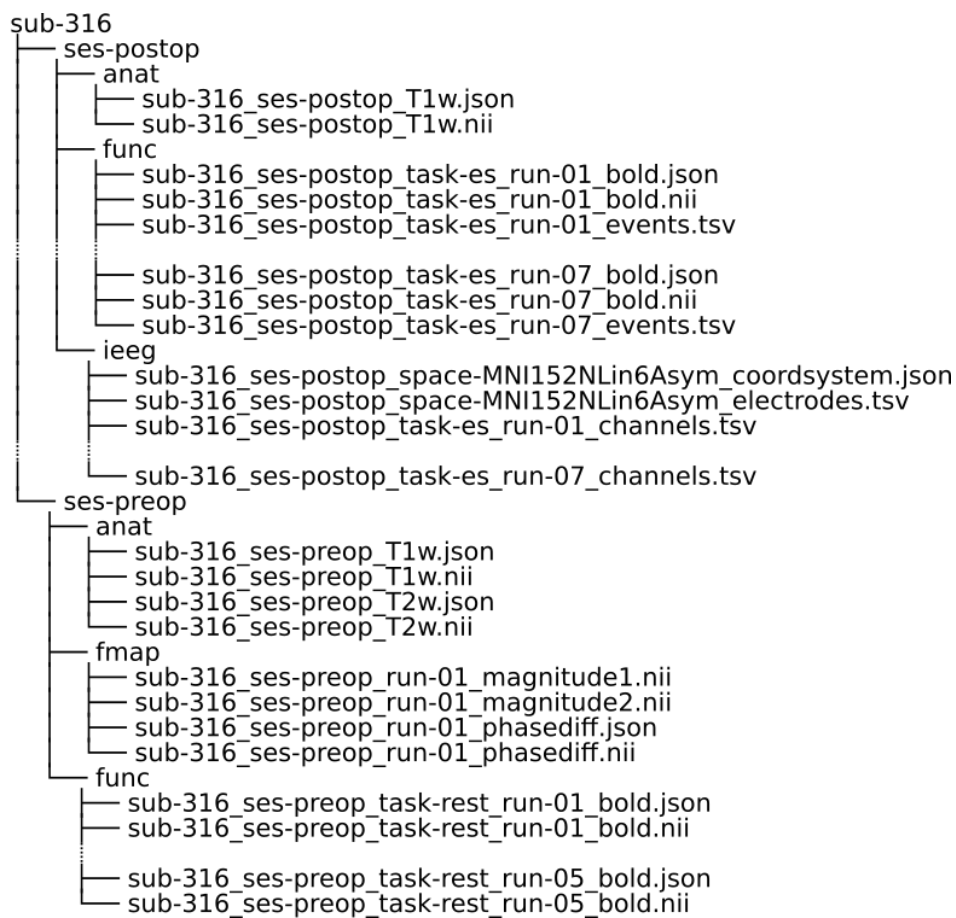 sub-316
ses-postop
anat
sub-316_ses-postop_T1w.json
sub-316_ses-postop_T1w.nii
func
sub-316_ses-postop_task-es_run-01_bold.json
sub-316_ses-postop_task-es_run-01_bold.nii
sub-316_ses-postop_task-es_run-01_events.tsv
sub-316_ses-postop_task-es_run-07_bold.json
sub-316_ses-postop_task-es_run-07_bold.nii
sub-316_ses-postop_task-es_run-07_events.tsv
ieeg
sub-316_ses-postop_space-MNI152NLin6Asym_coordsystem.json
sub-316_ses-postop_space-MNI152NLin6Asym_electrodes.tsv
sub-316_ses-postop_task-es_run-01_channels.tsv
sub-316_ses-postop_task-es_run-07_channels.tsv
ses-preop
anat
sub-316_ses-preop_T1w.json
sub-316_ses-preop_T1w.nii
sub-316_ses-preop_T2w.json
sub-316_ses-preop_T2w.nii
fmap
sub-316_ses-preop_run-01_magnitude1.nii
sub-316_ses-preop_run-01_magnitude2.nii
sub-316_ses-preop_run-01_phasediff.json
sub-316_ses-preop_run-01_phasediff.nii
func
sub-316_ses-preop_task-rest_run-01_bold.json
sub-316_ses-preop_task-rest_run-01_bold.nii
sub-316_ses-preop_task-rest_run-05_bold.json
sub-316_ses-preop_task-rest_run-05_bold.nii